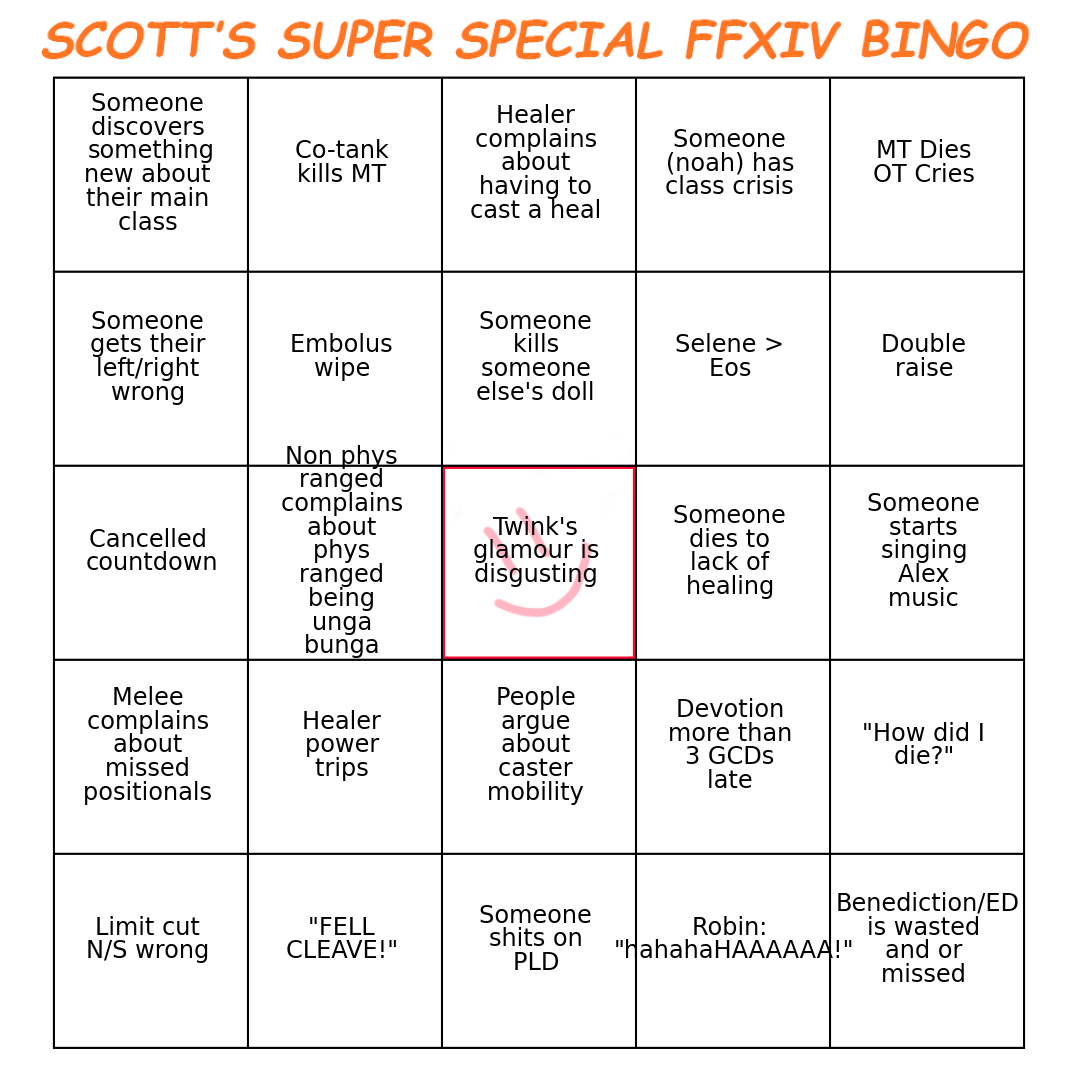 SCOTT'S SUPER SPECIAL FFXIV BINGO
Someone
discovers
something
new about
their main
class
Co-tank
kills MT
Healer
complains
about
having to
cast a heal
Someone
(noah) has
class crisis
MT Dies
OT Cries
Someone
gets their
left/right
wrong
Embolus
wipe
Someone
kills
someone
else's doll
Selene >
Eos
Double
raise
Cancelled
countdown
Non phys
ranged
complains
about
phys
ranged
being
unga
bunga
Twink's
glamour is
disgusting
Someone
dies to
lack of
healing
Someone
starts
singing
Alex
music
Melee
complains
about
missed
positionals
Healer
power
trips
People
argue
about
caster
mobility
Devotion
more than
3 GCDs
late
"How did I
die?"
Limit cut
N/S wrong
"FELL
CLEAVE!"
Someone
shits on
PLD
Robin:
"hahahaHAAAAAA!"
Benediction/ED
is wasted
and or
missed